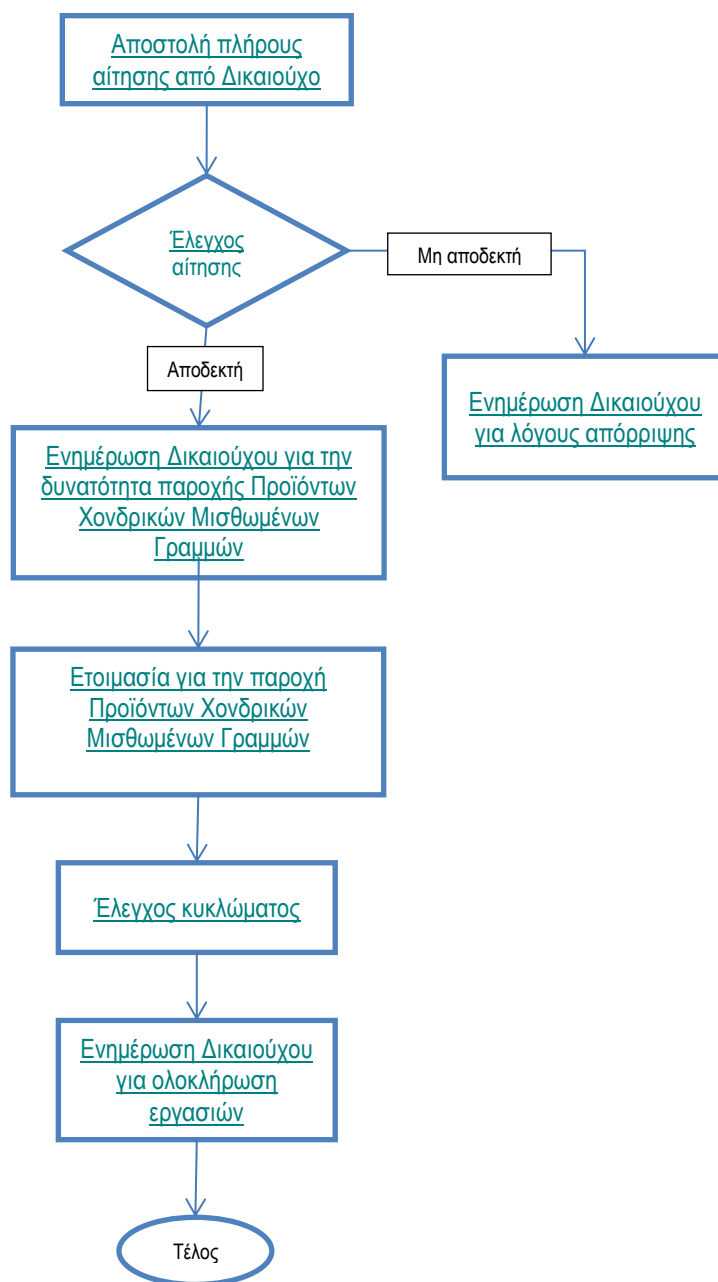 Αποστολή πλήρους
αίτησης από Δικαιούχο
Έλεγχος
αίτησης
Μη αποδεκτή
Αποδεκτή
Ενημέρωση Δικαιούχου
για λόγους απόρριψης
Ενημέρωση Δικαιούχου για την
δυνατότητα παροχής Προϊόντων
Χονδρικών Μισθωμένων
Γραμμών
Ετοιμασία για την παροχή
Προϊόντων Χονδρικών
Μισθωμένων Γραμμών
Έλεγχος κυκλώματος
Ενημέρωση Δικαιούχου
για ολοκλήρωση
εργασιών
Τέλος